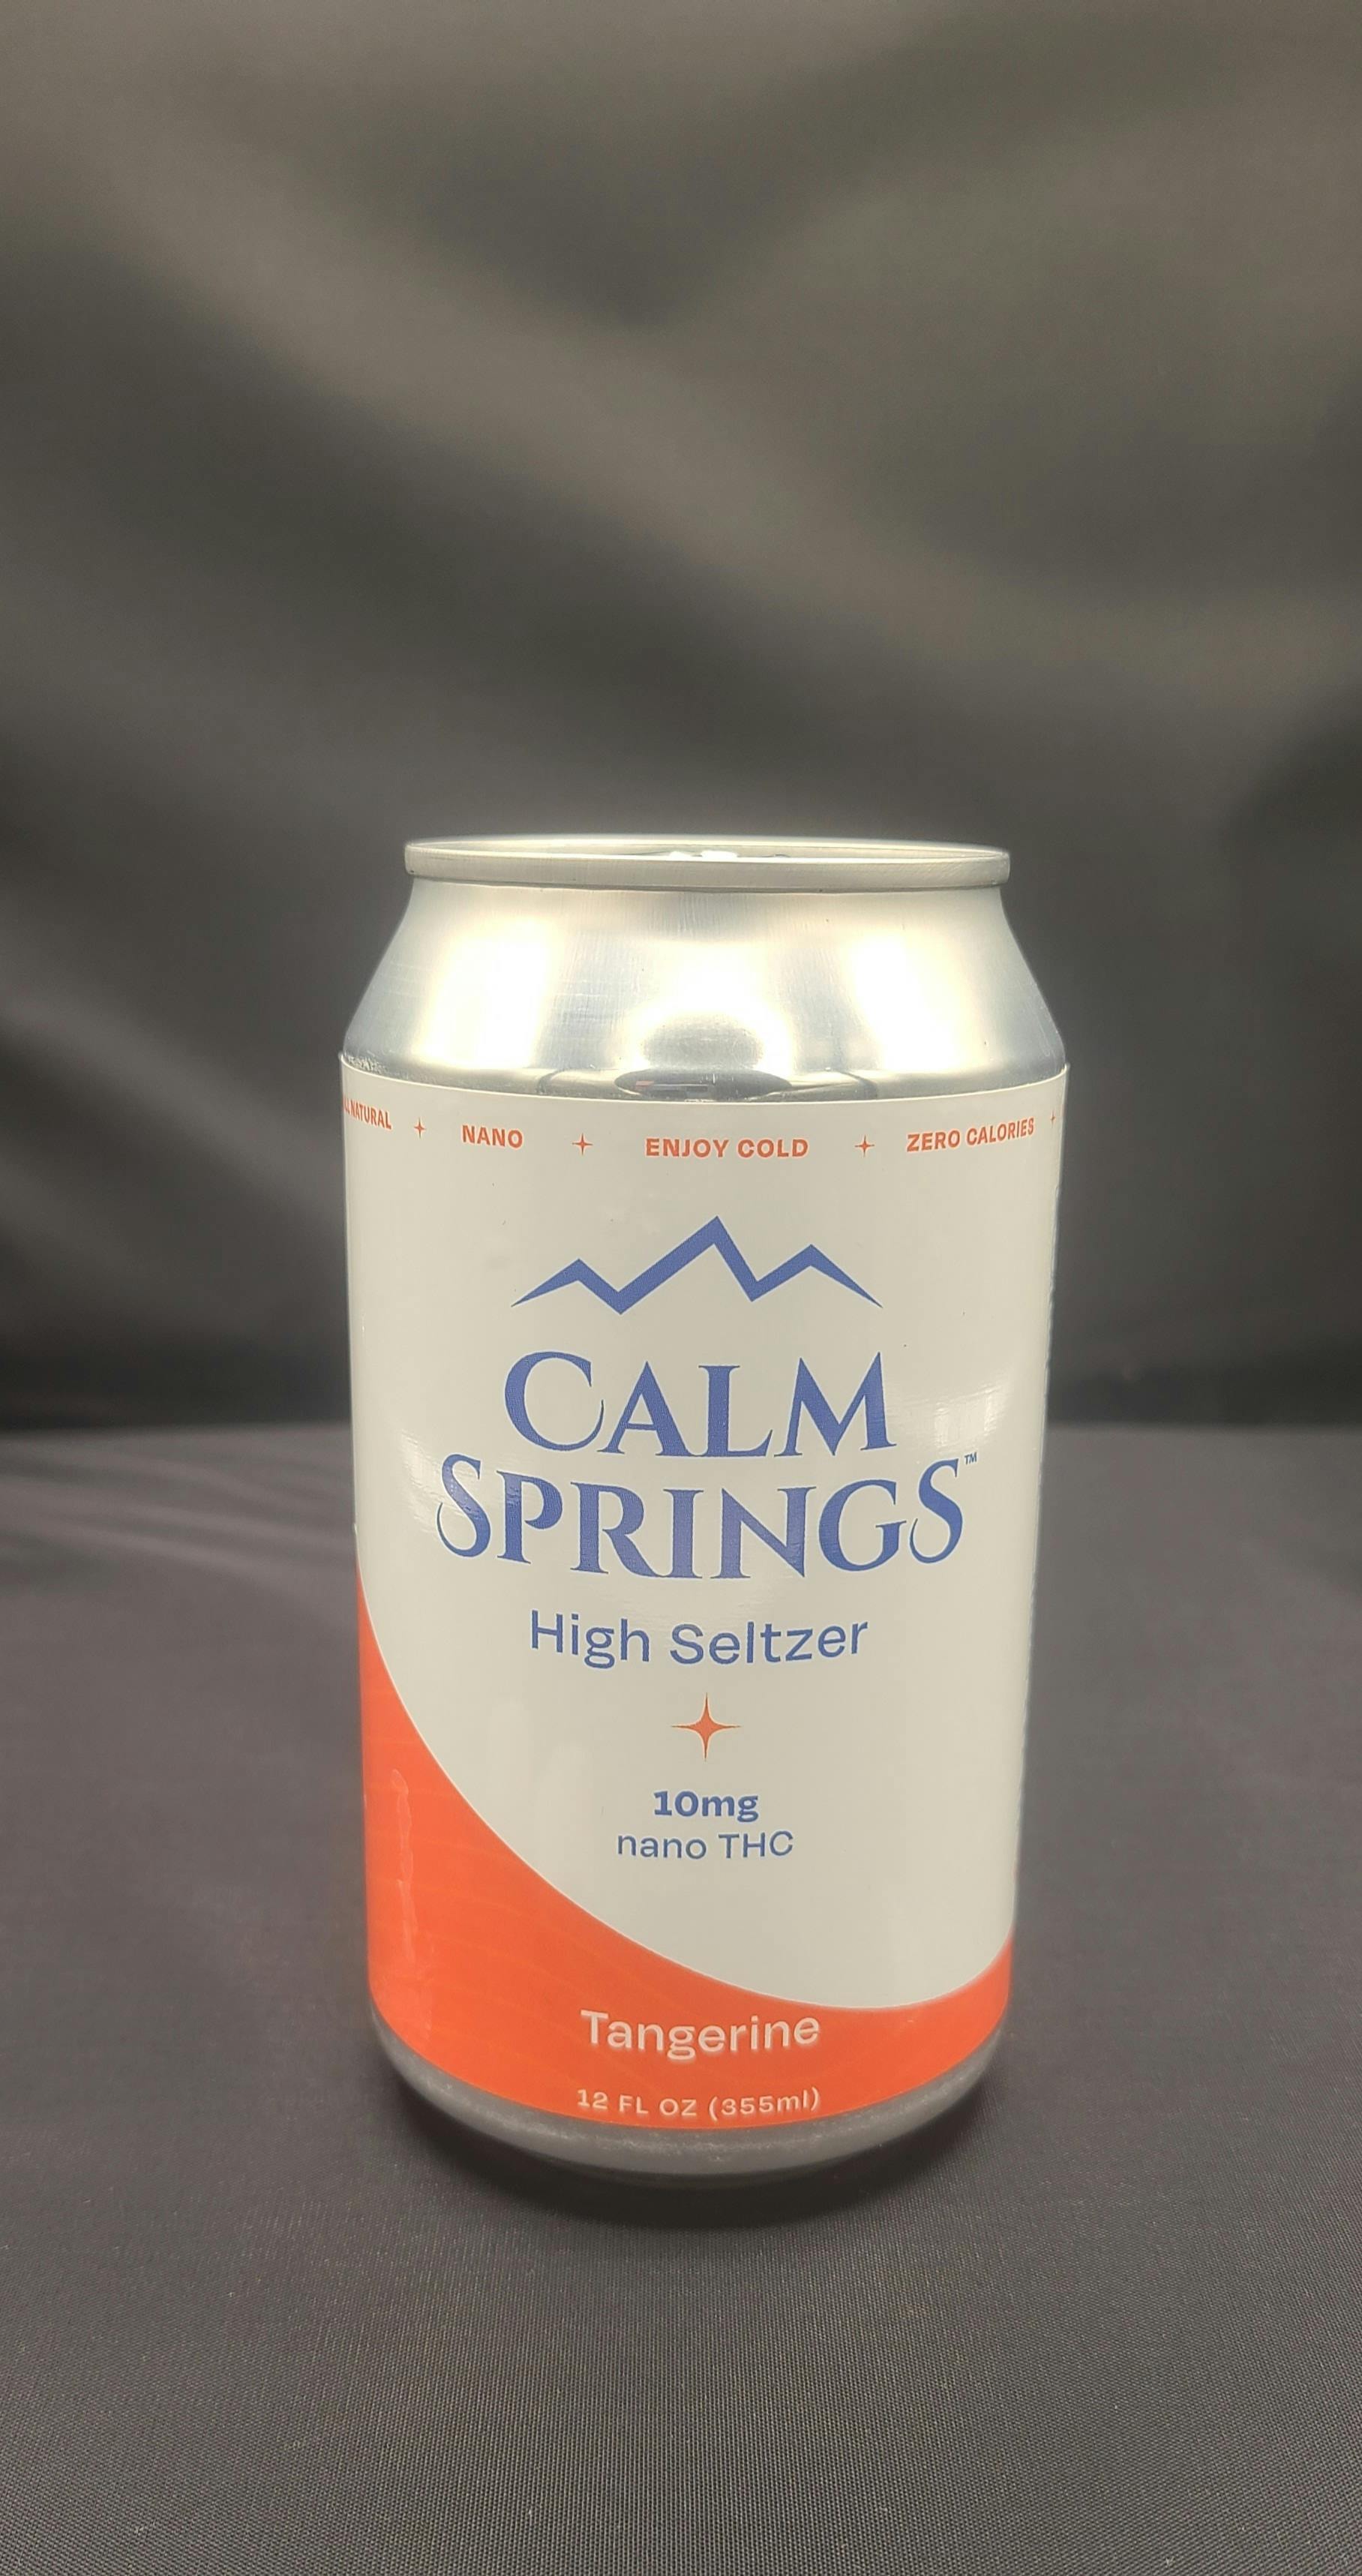 NATURAL ✦ NANO ✦ ENJOY COLD ✦ ZERO CALORIES ✦
CALM
SPRINGS™
High Seltzer
10mg
nano THC
Tangerine
12 FL OZ (355ml)